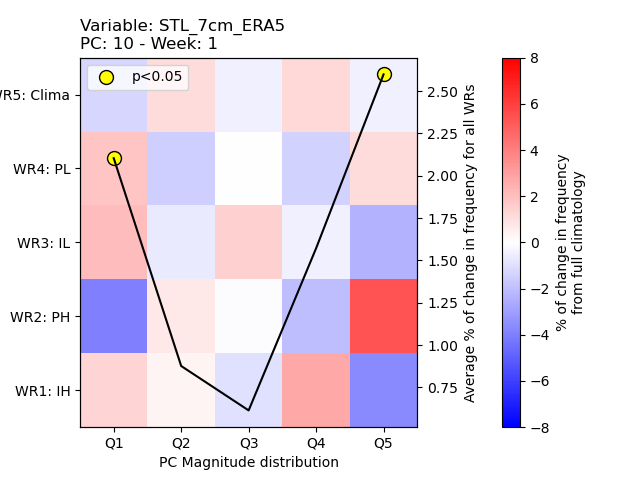 Variable: STL_7cm_ERA5
PC: 10 - Week: 1
p<0.05
WR5: Clima
WR4: PL
WR3: IL
WR2: PH
WR1: IH
Q1 Q2 Q3 Q4 Q5
PC Magnitude distribution
2.50
2.25
2.00
1.75
1.50
1.25
1.00
0.75
Average % of change in frequency for all WRs
8
6
4
2
0
−2
−4
−6
−8
% of change in frequency
from full climatology